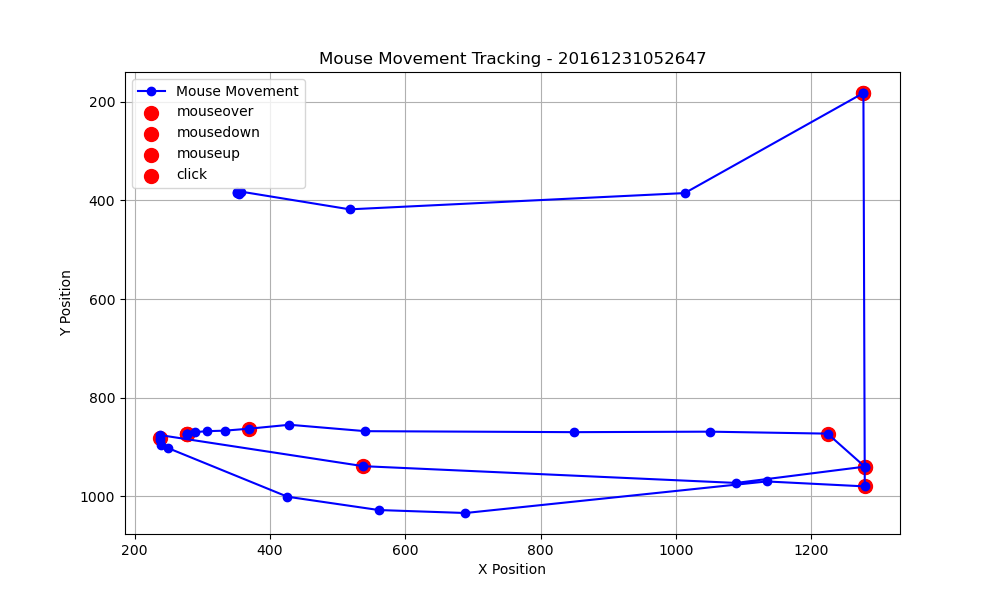 Mouse Movement Tracking - 20161231052647
Mouse Movement
mouseover
mousedown
mouseup
click
200
400
600
800
1000
Y Position
200
400
600
800
1000
1200
X Position